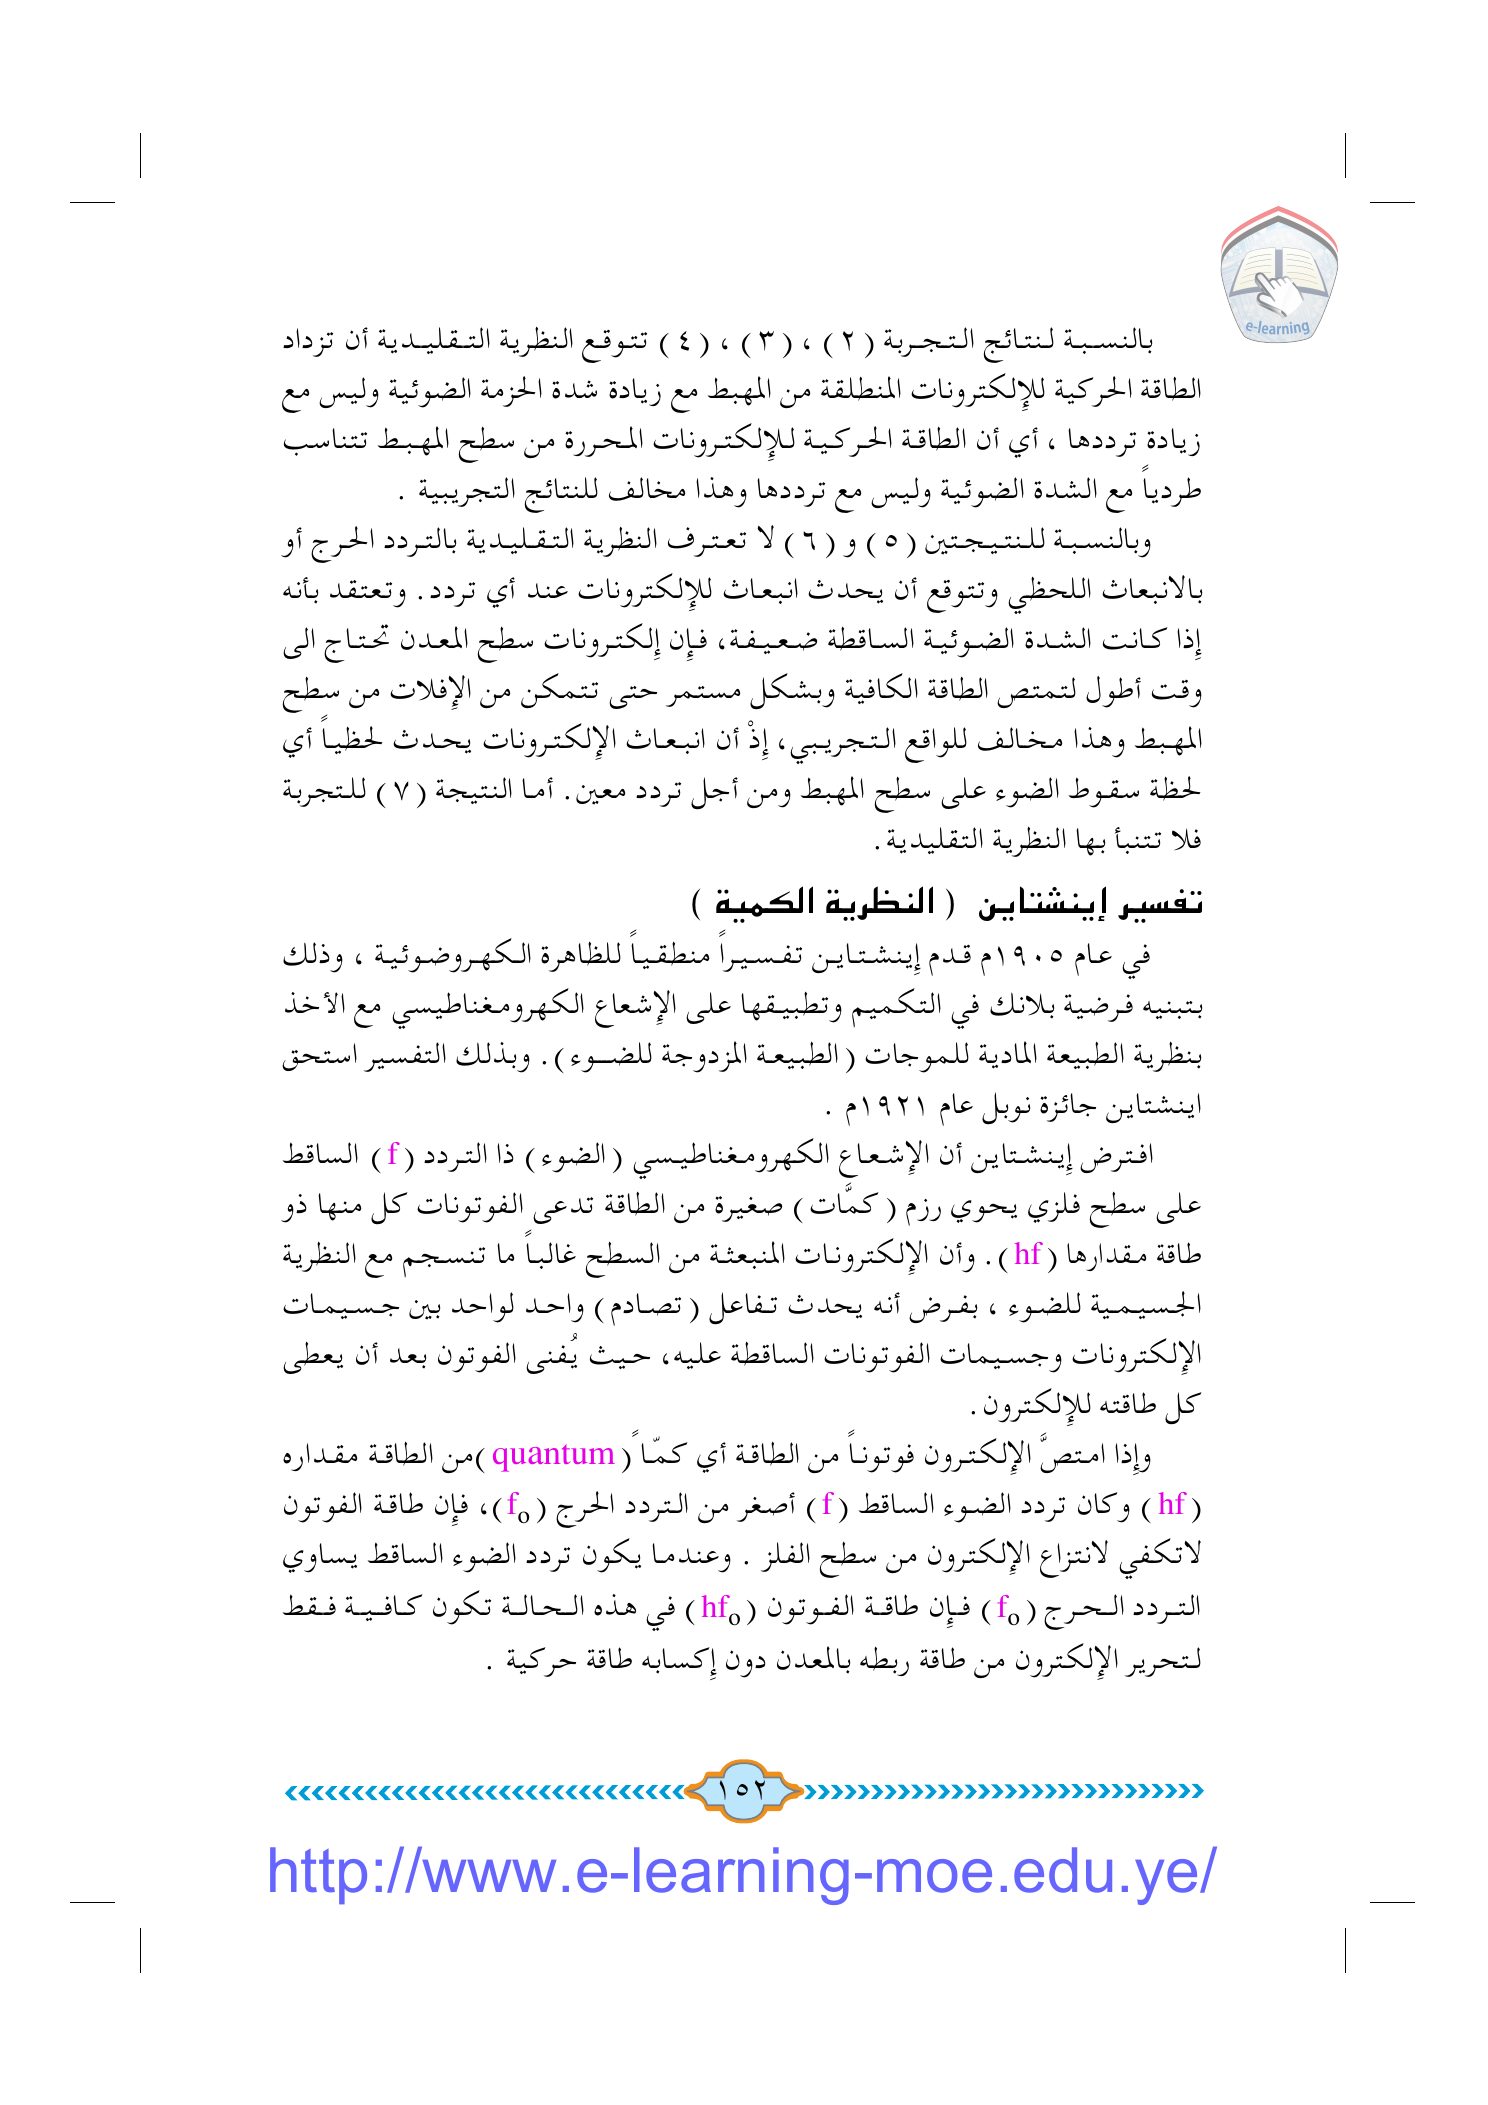 e-learning
بالنسبة لنتائج التجربة ( ٢ ) ، ( ٣ ) ، ( ٤ ) تتوقع النظرية التقليدية أن تزداد
الطاقة الحركية للإلكترونات المنطلقة من المهبط مع زيادة شدة الحزمة الضوئية وليس مع
زيادة ترددها ، أي أن الطاقة الحركية للإلكترونات المحررة من سطح المهبط تتناسب
طردياً مع الشدة الضوئية وليس مع ترددها وهذا مخالف للنتائج التجريبية .
وبالنسبة للنتيجتين ( ٥ ) و ( ٦ ) لا تعترف النظرية التقليدية بالتردد الحرج أو
بالانبعاث اللحظي وتتوقع أن يحدث انبعاث للإلكترونات عند أي تردد. وتعتقد بأنه
إذا كانت الشدة الضوئية الساقطة ضعيفة، فإن إلكترونات سطح المعدن تحتاج الى
وقت أطول لتمتص الطاقة الكافية وبشكل مستمر حتى تتمكن من الإفلات من سطح
المهبط وهذا مخالف للواقع التجريبي، إذْ أن انبعاث الإلكترونات يحدث لحظياً أي
لحظة سقوط الضوء على سطح المهبط ومن أجل تردد معين. أما النتيجة ( ٧ ) للتجربة
فلا تتنبأ بها النظرية التقليدية.
تفسير إينشتاين ( النظرية الكمية )
في عام ١٩٠٥م قدم إينشتاين تفسيراً منطقياً للظاهرة الكهروضوئية ، وذلك
بتبنيه فرضية بلانك في التكميم وتطبيقها على الإشعاع الكهرومغناطيسي مع الأخذ
بنظرية الطبيعة المادية للموجات ( الطبيعة المزدوجة للضوء ). وبذلك التفسير استحق
اينشتاين جائزة نوبل عام ١٩٢١م .
افترض إينشتاين أن الإشعاع الكهرومغناطيسي ( الضوء ) ذا التردد ( f ) الساقط
على سطح فلزي يحوي رزم ( كمَّات ) صغيرة من الطاقة تدعى الفوتونات كل منها ذو
طاقة مقدارها ( hf ). وأن الإلكترونات المنبعثة من السطح غالباً ما تنسجم مع النظرية
الجسيمية للضوء ، بفرض أنه يحدث تفاعل ( تصادم ) واحد لواحد بين جسيمات
الإلكترونات وجسيمات الفوتونات الساقطة عليه، حيث يُفنى الفوتون بعد أن يعطى
كل طاقته للإلكترون.
وإذا امتصَّ الإلكترون فوتوناً من الطاقة أي كمّاً ( quantum )من الطاقة مقداره
( hf ) وكان تردد الضوء الساقط ( f ) أصغر من التردد الحرج ( fo )، فإن طاقة الفوتون
لاتكفي لانتزاع الإلكترون من سطح الفلز . وعندما يكون تردد الضوء الساقط يساوي
التردد الحرج ( fo ) فإن طاقة الفوتون ( hfo ) في هذه الحالة تكون كافية فقط
لتحرير الإلكترون من طاقة ربطه بالمعدن دون إكسابه طاقة حركية .
١٥٢
http://www.e-learning-moe.edu.ye/